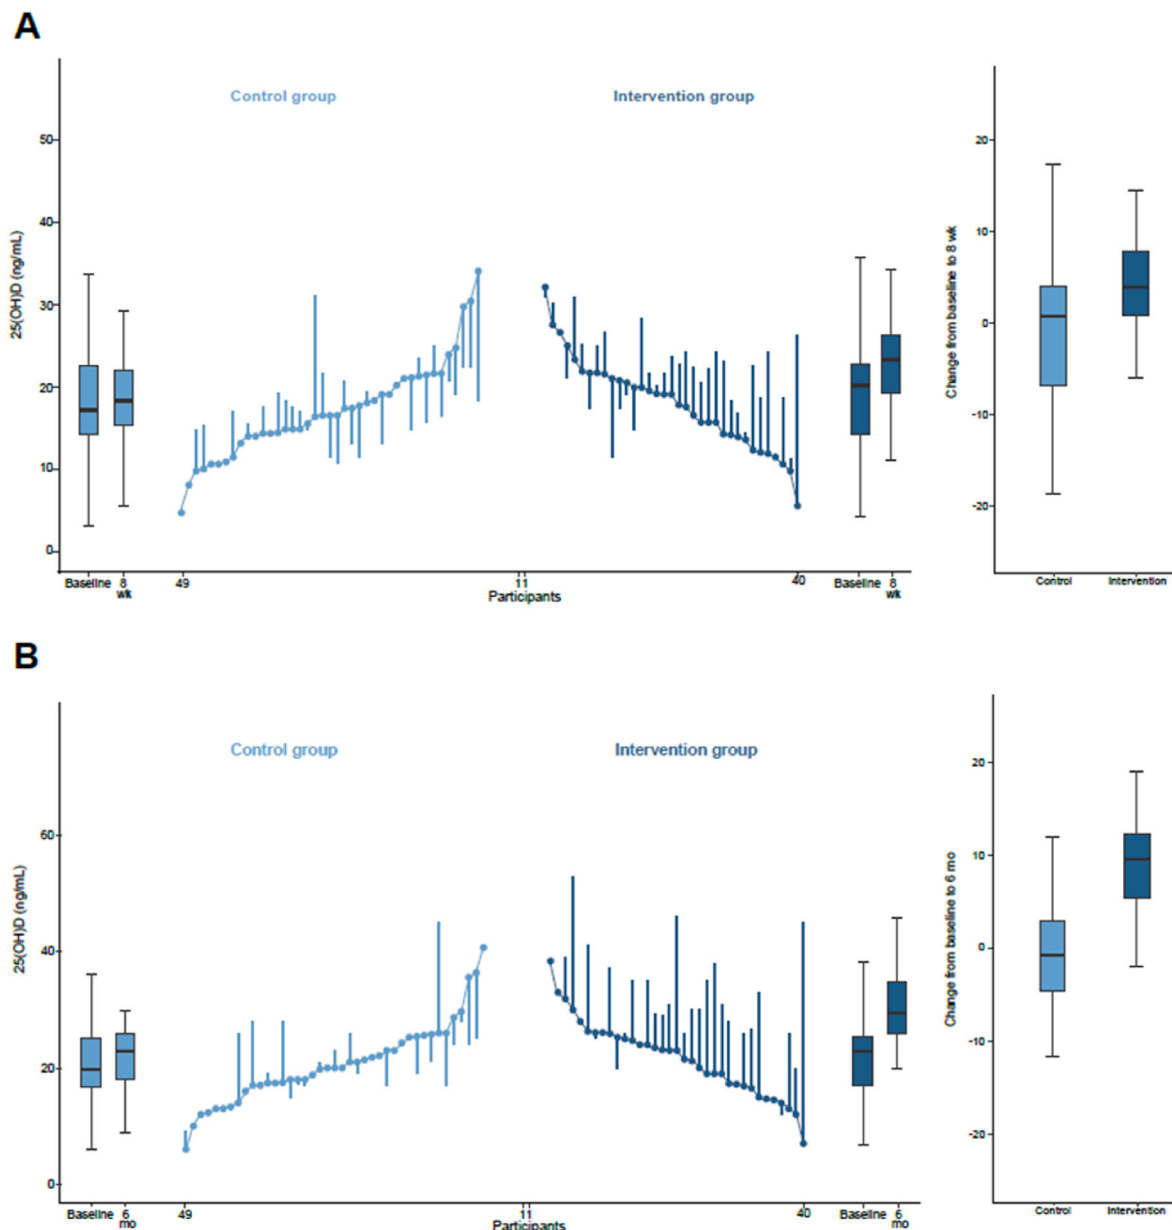 A
Control group
Intervention group
25(OH)D (ng/mL)
50
40
30
20
10
0
Baseline
8
wk
49
11
40
Participants
Baseline
8
wk
Change from baseline to 8 wk
20
10
0
-10
-20
Control
Intervention
B
Control group
Intervention group
25(OH)D (ng/mL)
60
40
20
0
Baseline
6
mo
49
11
40
Participants
Baseline
6
mo
Change from baseline to 6 mo
20
10
0
-10
-20
Control
Intervention